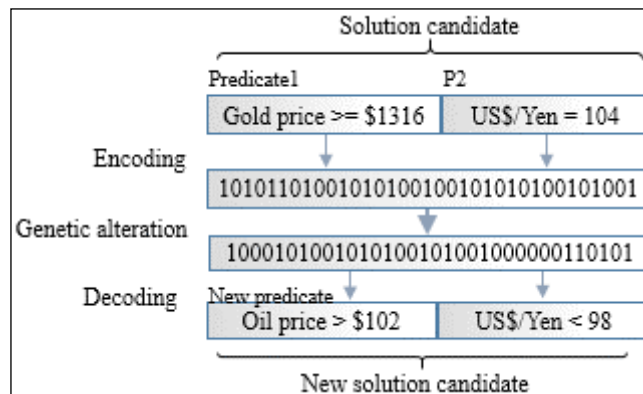 Solution candidate
Predicate1 P2
Gold price >= $1316 US$/Yen = 104
Encoding
10101101001010100100101010100101001
Genetic alteration
10001010010101001010010000000110101
Decoding New predicate
Oil price > $102 US$/Yen < 98
New solution candidate